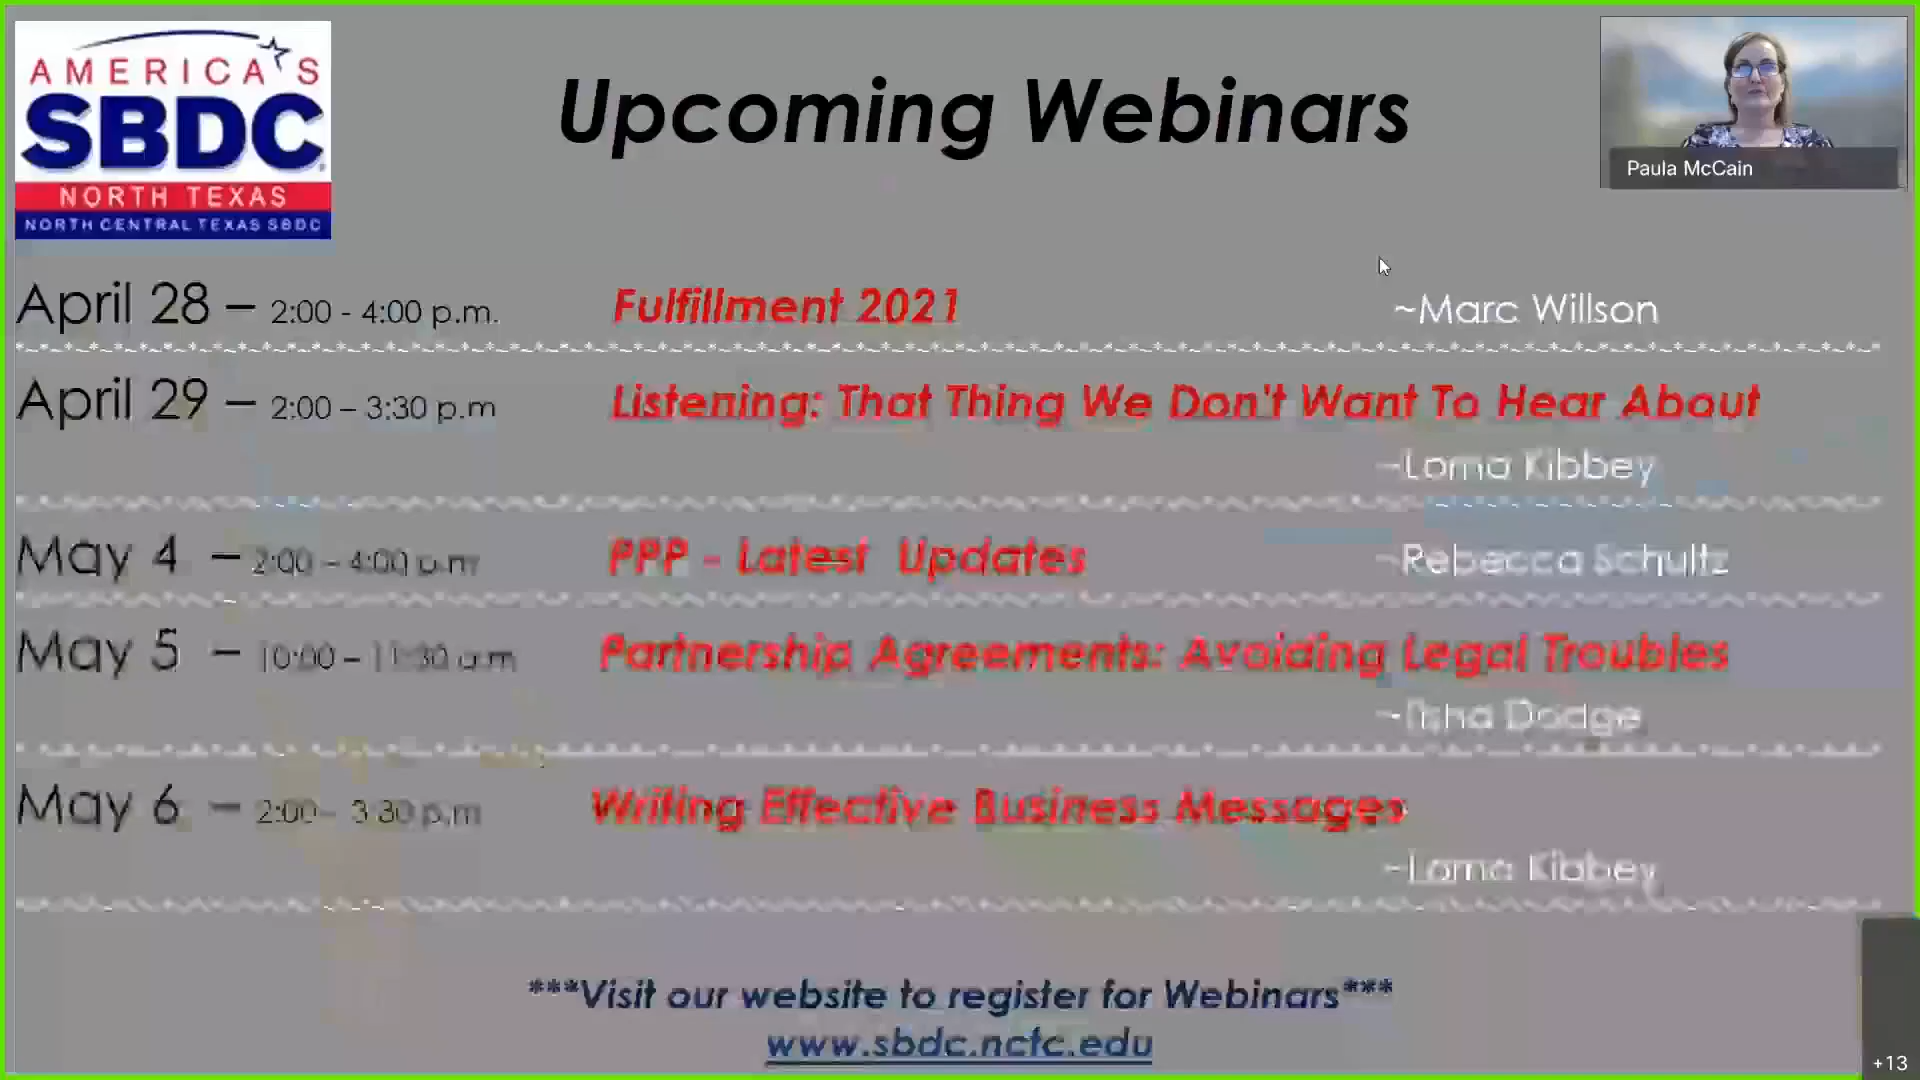 AMERICA'S
SBDC
NORTH TEXAS
NORTH CENTRAL TEXAS SBDC
Upcoming Webinars
Paula McCain
April 28 – 2:00 - 4:00 p.m. Fulfillment 2021 ~Marc Willson
April 29 – 2:00 – 3:30 p.m Listening: That Thing We Don't Want To Hear About
~Lorna Kibbey
May 4 – 2:00 – 4:00 p.m PPP - Latest Updates ~Rebecca Schultz
May 5 – 10:00 – 11:30 a.m Partnership Agreements: Avoiding Legal Troubles
Dodge
May 6 – 2:00– 3:30 p.m Writing Effective Business Messages
~Lorna Kibbey
***Visit our website to register for Webinars***
www.sbdc.nctc.edu
+13